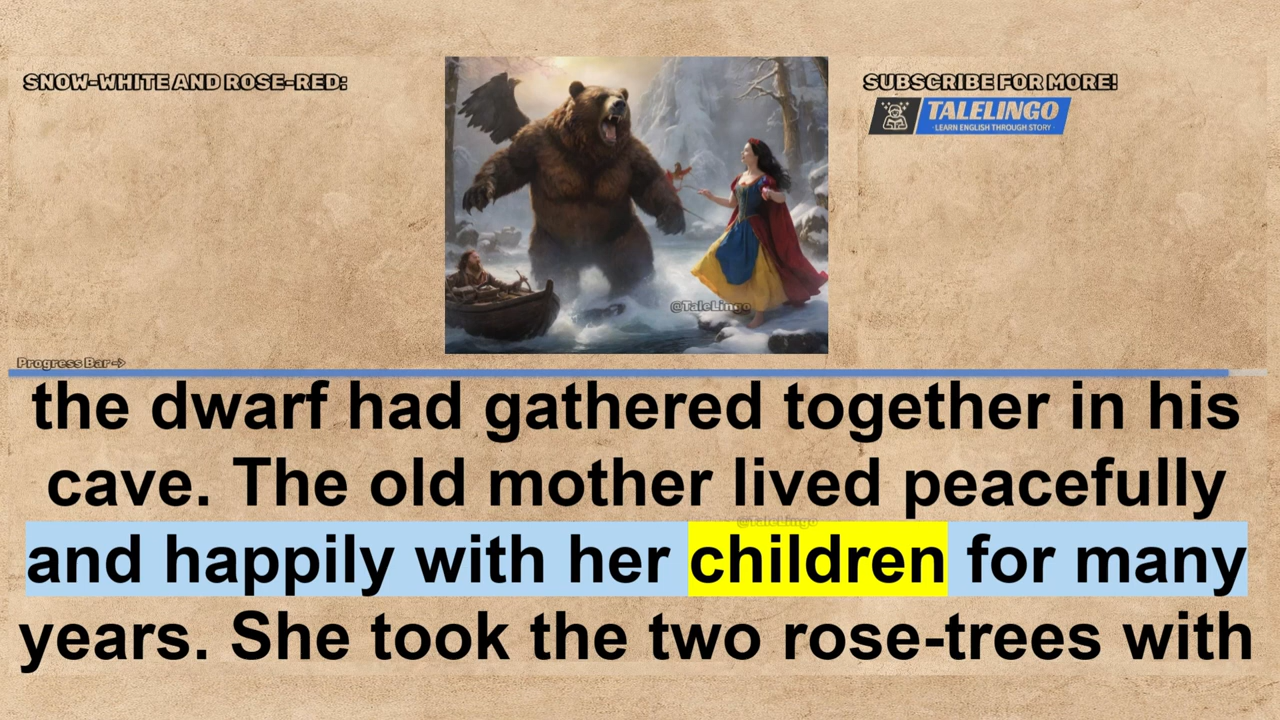 SNOW-WHITE AND ROSE-RED:
SUBSCRIBE FOR MORE!
TALELINGO
· LEARN ENGLISH THROUGH STORY ·
@TaleLingo
Progress Bar->
the dwarf had gathered together in his
cave. The old mother lived peacefully
@TaleLingo
and happily with her children for many
years. She took the two rose-trees with